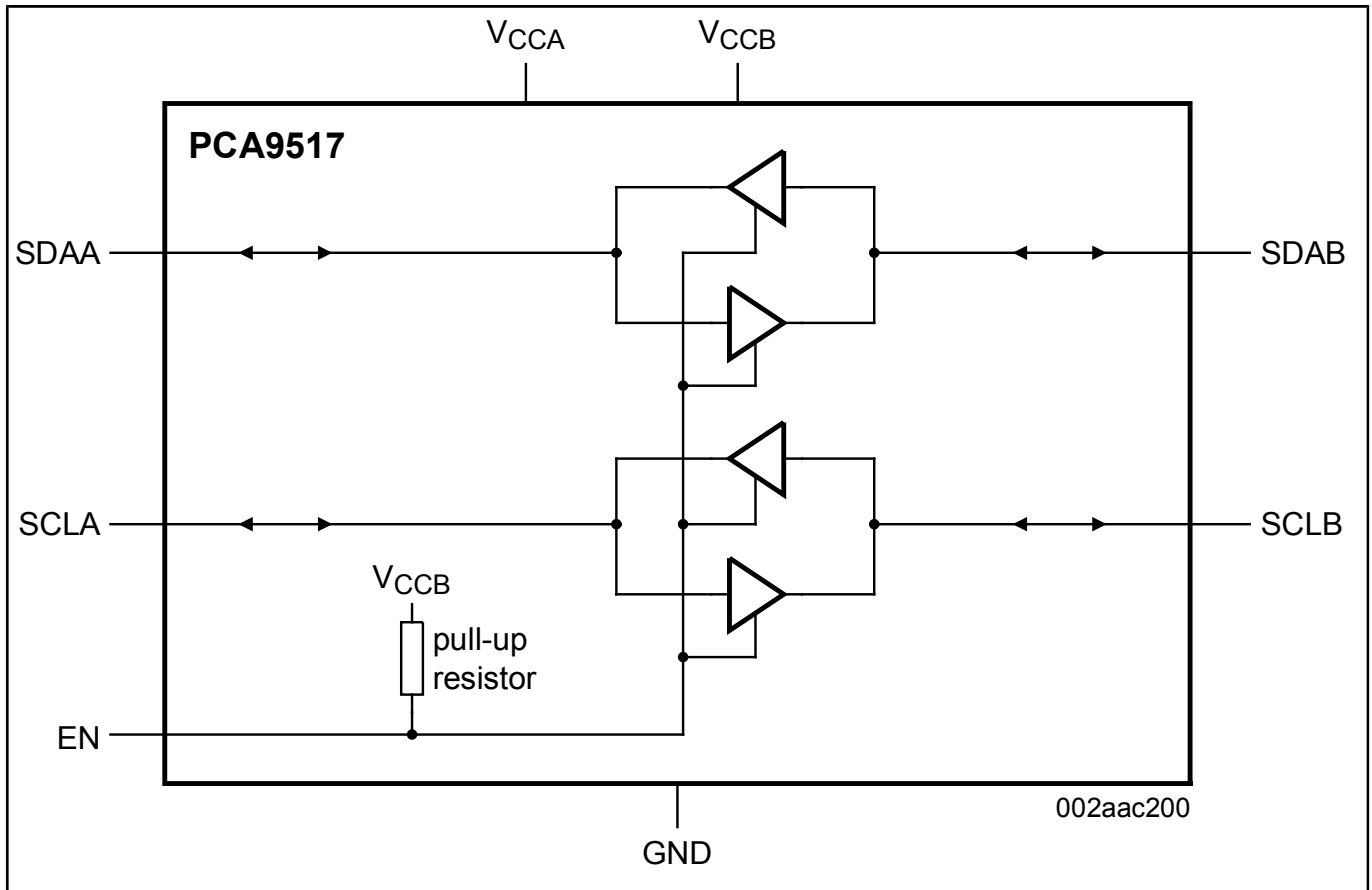 VCCA VCCB
PCA9517
SDAA SDAB
SCLA SCLB
VCCB
pull-up
resistor
EN
002aac200
GND